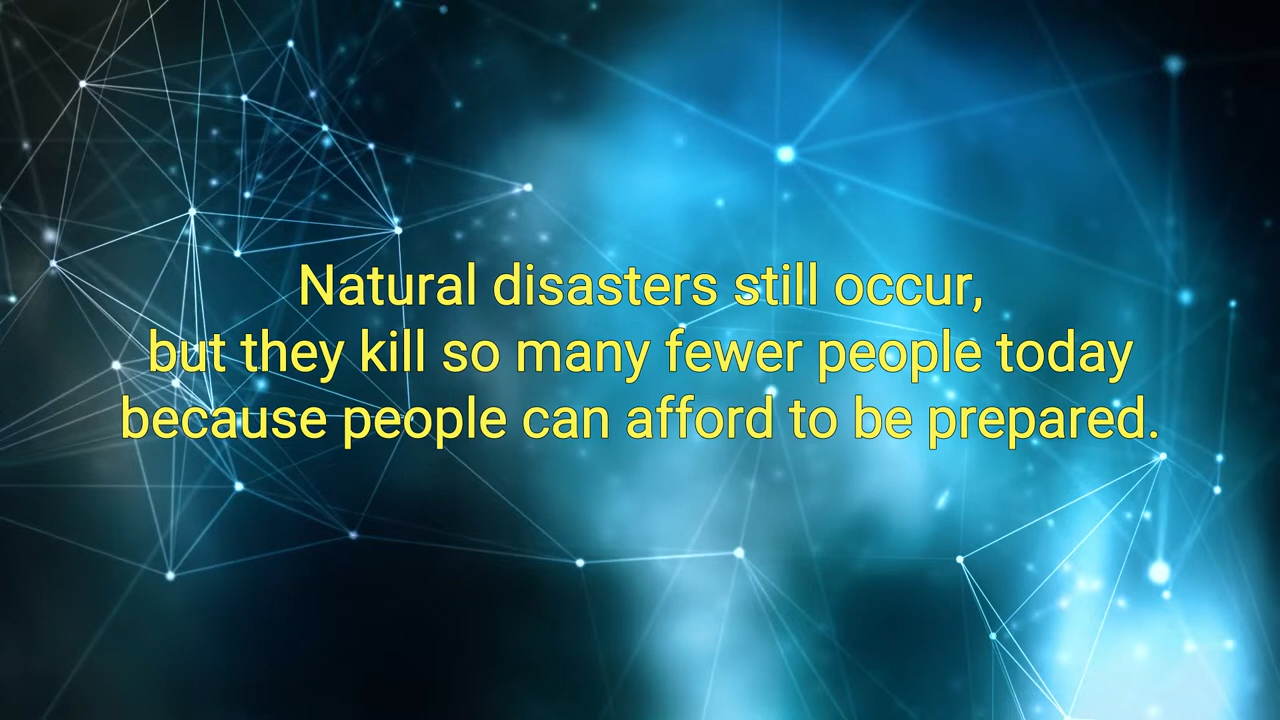 Natural disasters still occur,
but they kill so many fewer people today
because people can afford to be prepared.